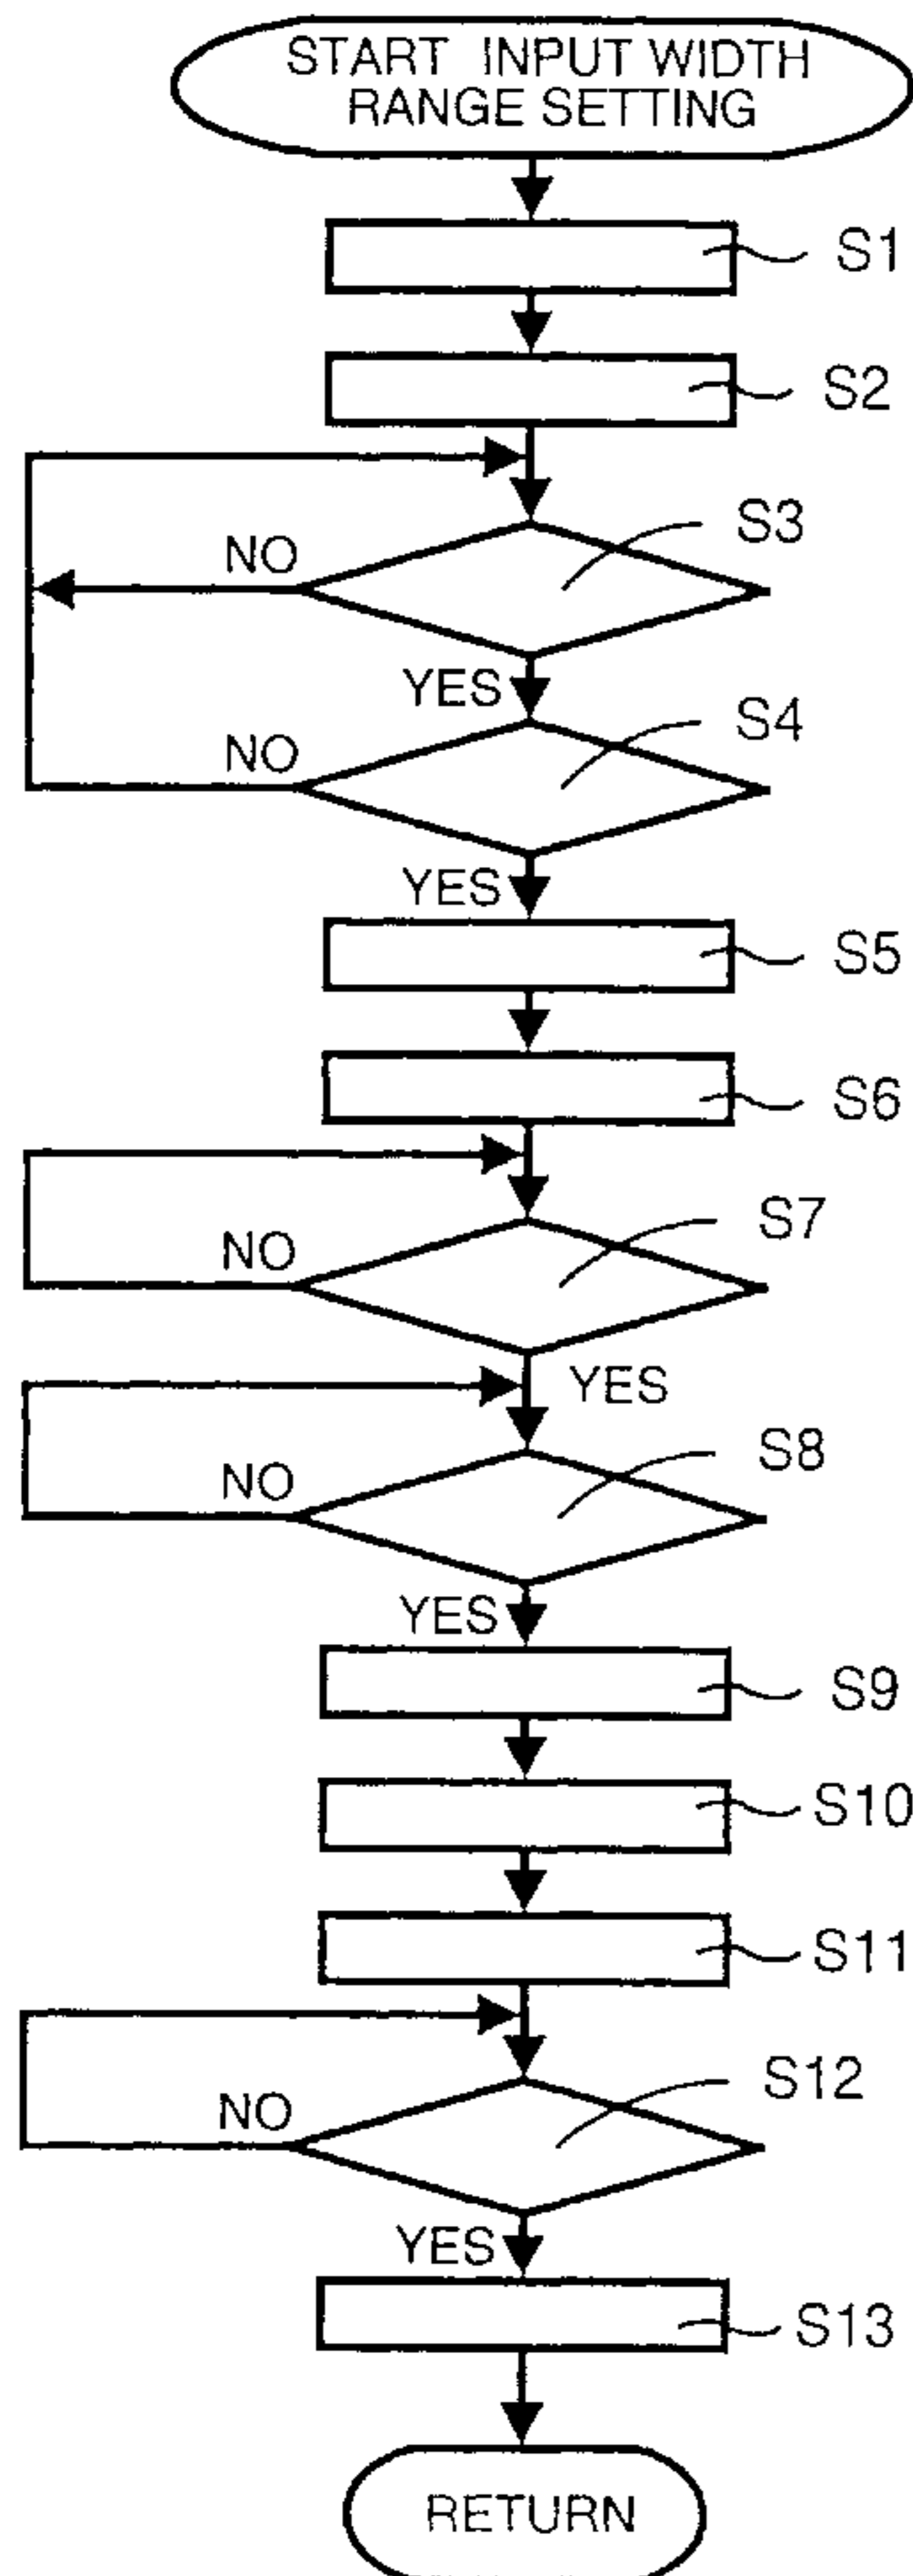 START INPUT WIDTH
RANGE SETTING
S1
S2
S3
NO
YES
S4
NO
YES
S5
S6
S7
NO
YES
S8
NO
YES
S9
S10
S11
S12
NO
YES
S13
RETURN